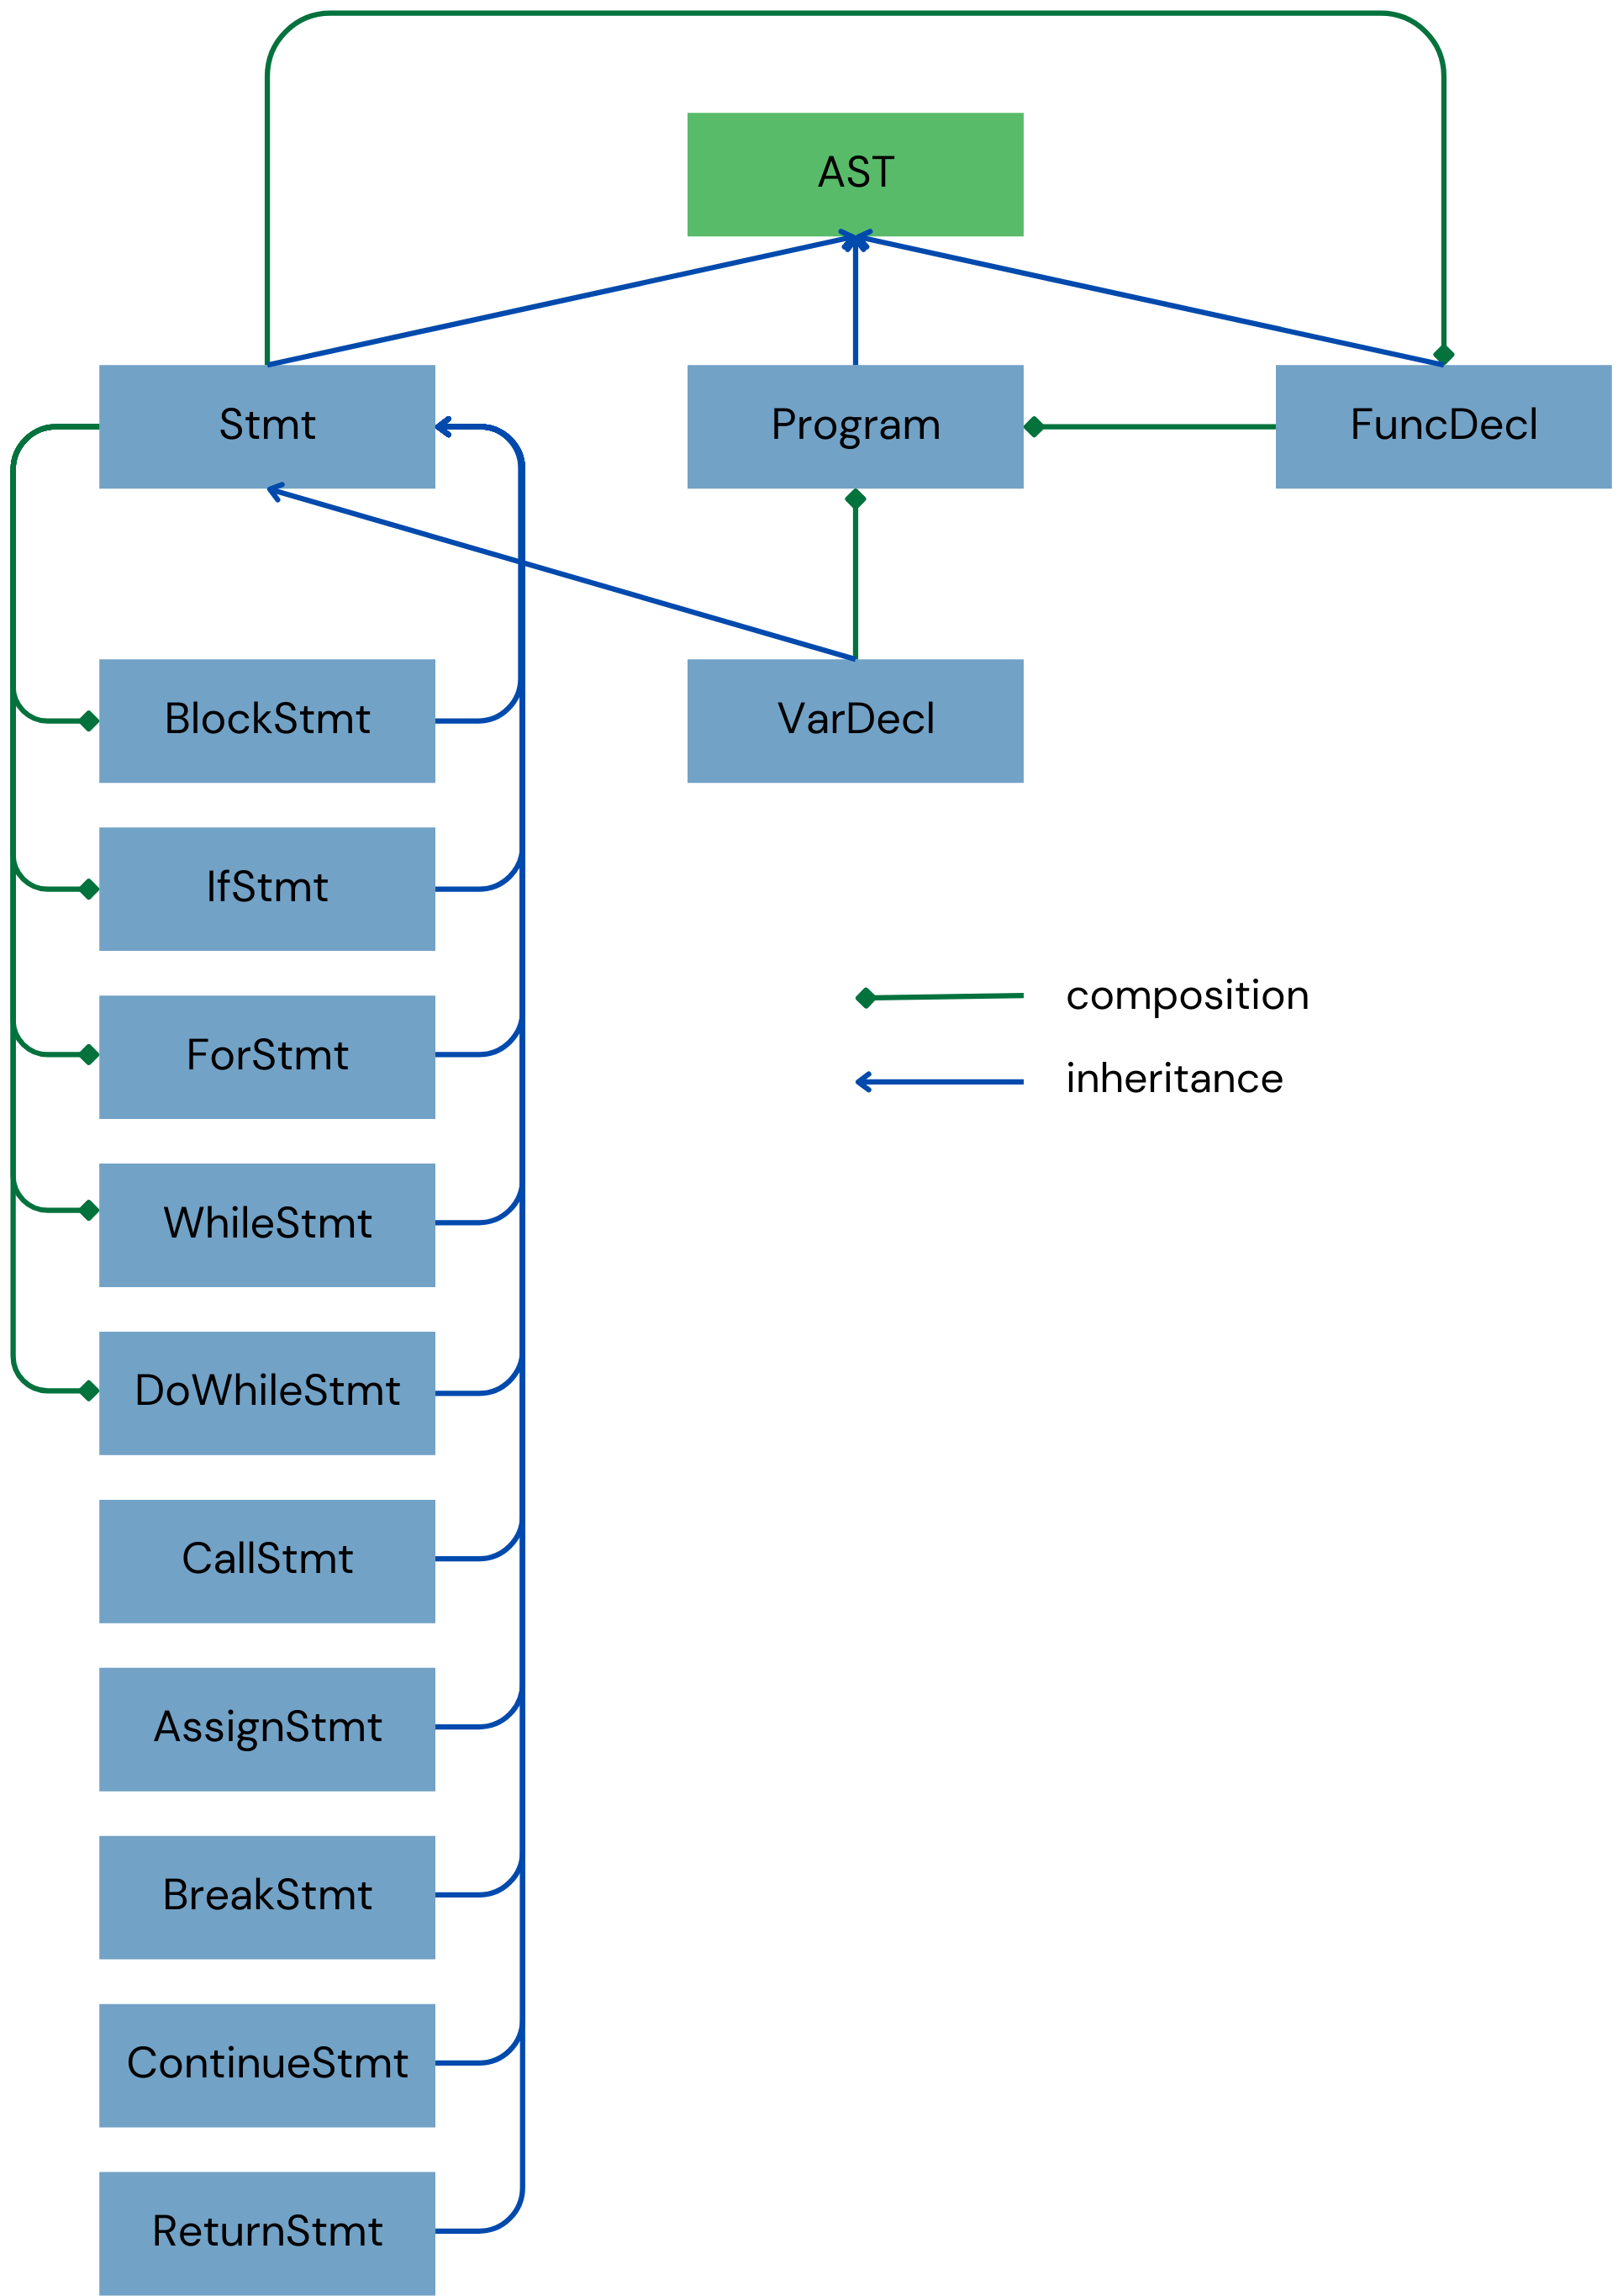 AST
Stmt
Program
FuncDecl
BlockStmt
VarDecl
IfStmt
composition
ForStmt
inheritance
WhileStmt
DoWhileStmt
CallStmt
AssignStmt
BreakStmt
ContinueStmt
ReturnStmt